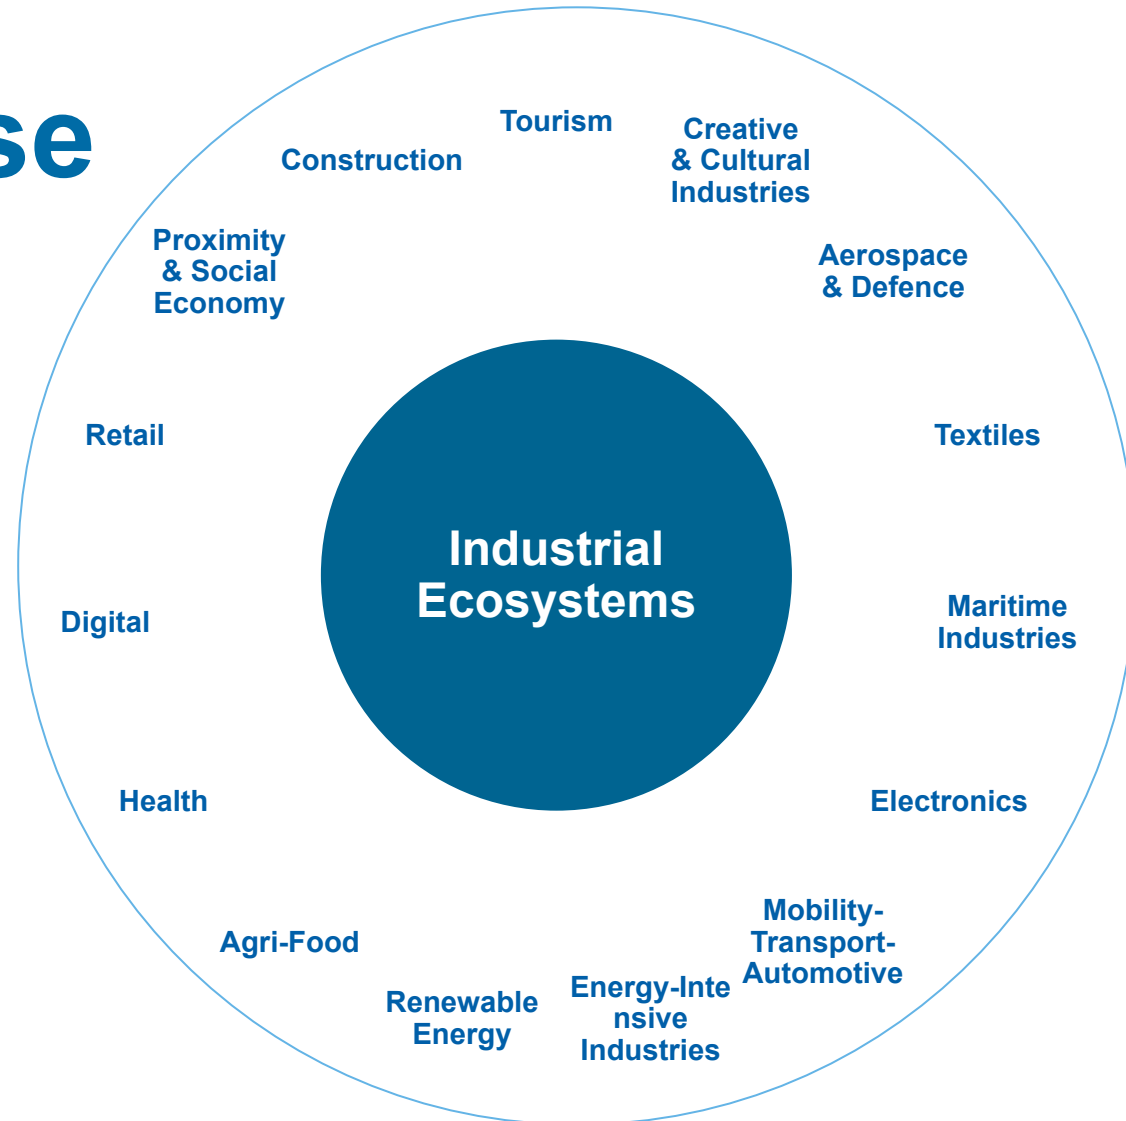 se
Tourism
Creative
& Cultural
Industries
Construction
Proximity
& Social
Economy
Aerospace
& Defence
Retail
Textiles
Industrial
Ecosystems
Digital
Maritime
Industries
Health
Electronics
Agri-Food
Mobility-
Transport-
Automotive
Renewable
Energy
Energy-Inte
nsive
Industries